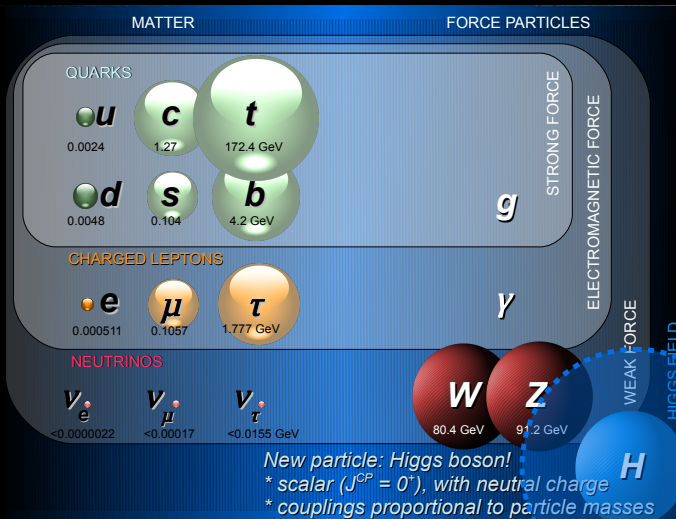 MATTER
FORCE PARTICLES
QUARKS
u c t
0.0024 1.27 172.4 GeV
d s b
0.0048 0.104 4.2 GeV
g
STRONG FORCE
CHARGED LEPTONS
e μ τ
0.000511 0.1057 1.777 GeV
γ
ELECTROMAGNETIC FORCE
NEUTRINOS
νe νμ ντ
<0.0000022 <0.00017 <0.0155 GeV
W Z
80.4 GeV 91.2 GeV
WEAK FORCE
HIGGS FIELD
H
New particle: Higgs boson!
* scalar (J^CP = 0^+), with neutral charge
* couplings proportional to particle masses